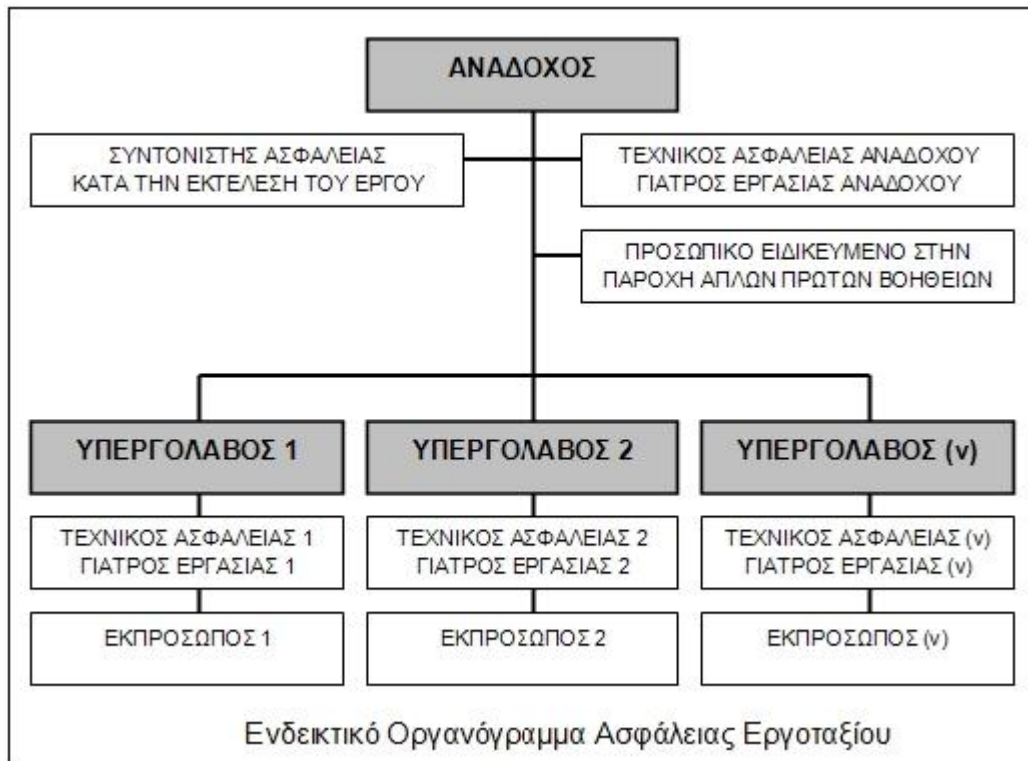 ΑΝΑΔΟΧΟΣ
ΣΥΝΤΟΝΙΣΤΗΣ ΑΣΦΑΛΕΙΑΣ
ΚΑΤΑ ΤΗΝ ΕΚΤΕΛΕΣΗ ΤΟΥ ΕΡΓΟΥ
ΤΕΧΝΙΚΟΣ ΑΣΦΑΛΕΙΑΣ ΑΝΑΔΟΧΟΥ
ΓΙΑΤΡΟΣ ΕΡΓΑΣΙΑΣ ΑΝΑΔΟΧΟΥ
ΠΡΟΣΩΠΙΚΟ ΕΙΔΙΚΕΥΜΕΝΟ ΣΤΗΝ
ΠΑΡΟΧΗ ΑΠΛΩΝ ΠΡΩΤΩΝ ΒΟΗΘΕΙΩΝ
ΥΠΕΡΓΟΛΑΒΟΣ 1
ΤΕΧΝΙΚΟΣ ΑΣΦΑΛΕΙΑΣ 1
ΓΙΑΤΡΟΣ ΕΡΓΑΣΙΑΣ 1
ΕΚΠΡΟΣΩΠΟΣ 1
ΥΠΕΡΓΟΛΑΒΟΣ 2
ΤΕΧΝΙΚΟΣ ΑΣΦΑΛΕΙΑΣ 2
ΓΙΑΤΡΟΣ ΕΡΓΑΣΙΑΣ 2
ΕΚΠΡΟΣΩΠΟΣ 2
ΥΠΕΡΓΟΛΑΒΟΣ (ν)
ΤΕΧΝΙΚΟΣ ΑΣΦΑΛΕΙΑΣ (ν)
ΓΙΑΤΡΟΣ ΕΡΓΑΣΙΑΣ (ν)
ΕΚΠΡΟΣΩΠΟΣ (ν)
Ενδεικτικό Οργανόγραμμα Ασφάλειας Εργοταξίου